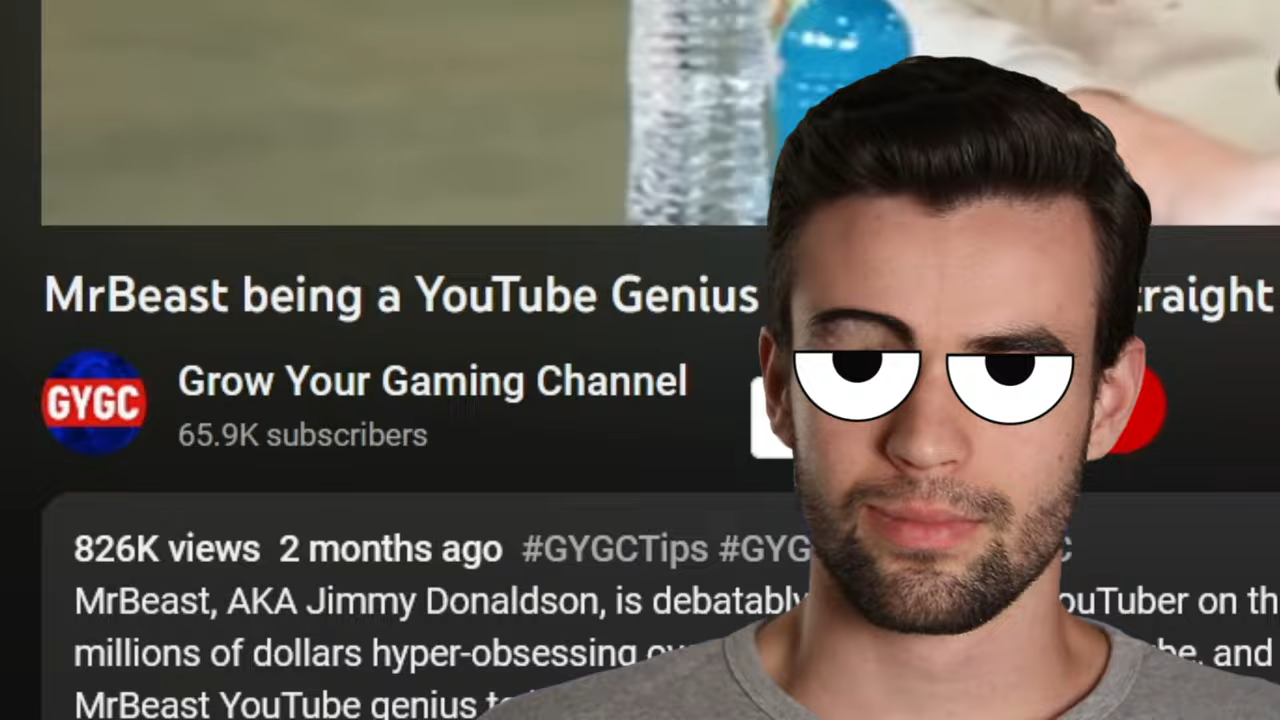 MrBeast being a YouTube Genius traight
GYGC
Grow Your Gaming Channel
65.9K subscribers
826K views 2 months ago #GYGCTips #GYG C
MrBeast, AKA Jimmy Donaldson, is debatably ouTuber on th
millions of dollars hyper-obsessing be, and
MrBeast YouTube genius